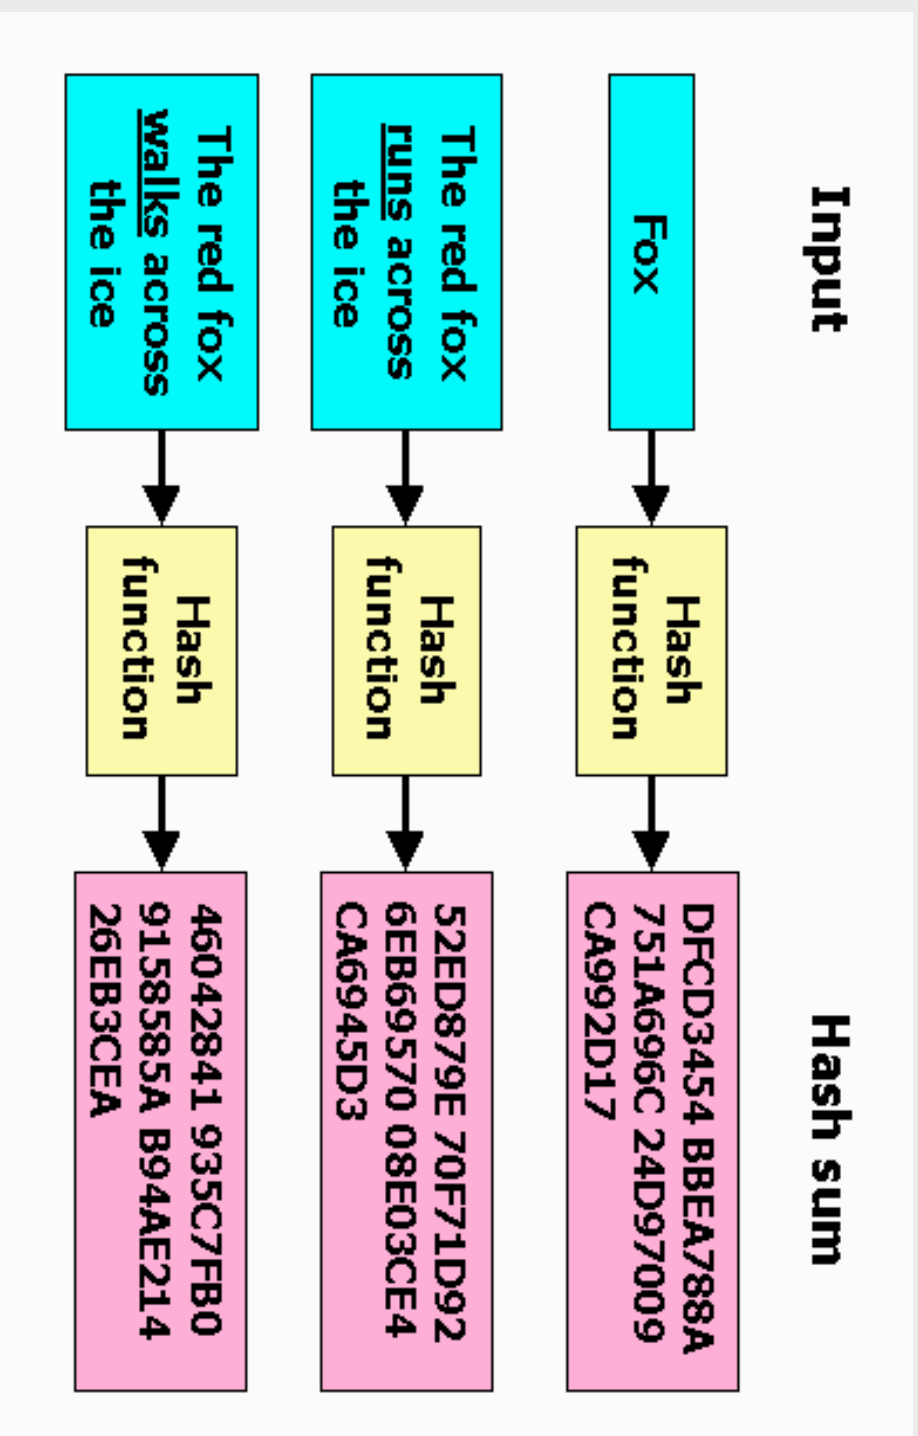 Input
Hash sum
Fox
Hash
function
DFCD3454 BBEA788A
751A696C 24D97009
CA992D17
The red fox
runs across
the ice
Hash
function
52ED879E 70F71D92
6EB69570 08E03CE4
CA6945D3
The red fox
walks across
the ice
Hash
function
46042841 935C7FB0
9158585A B94AE214
26EB3CEA